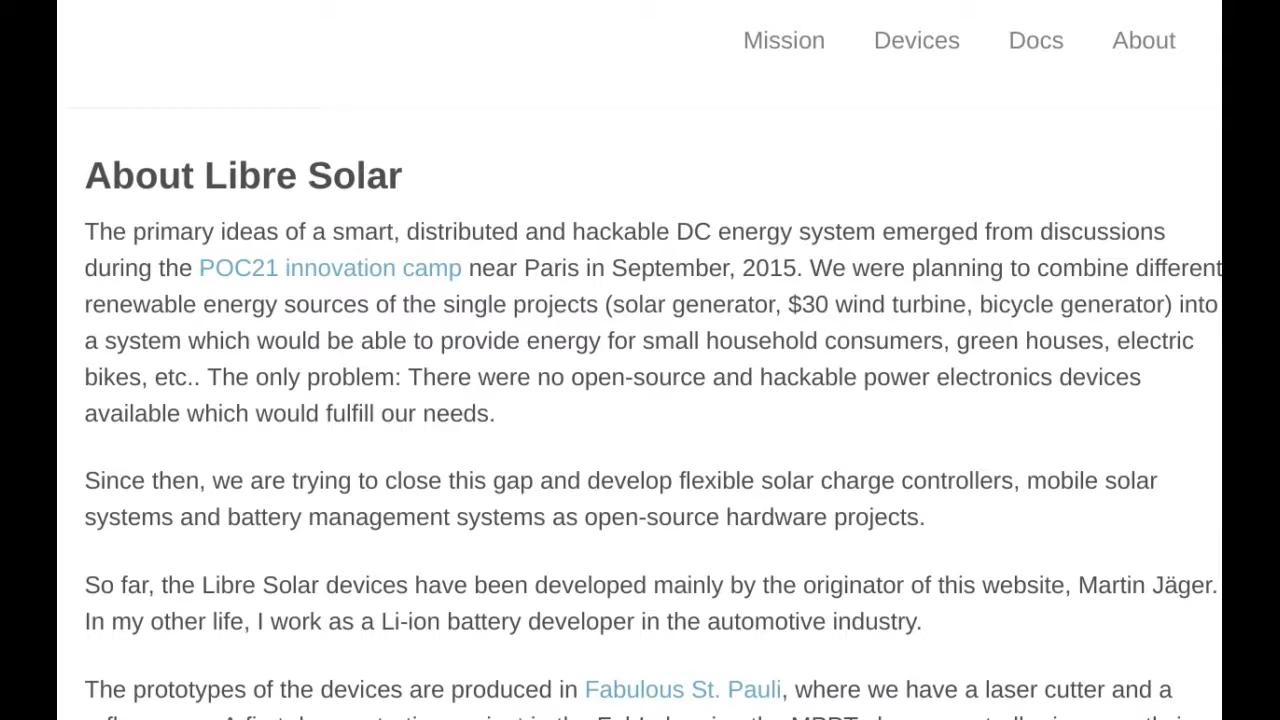 Mission Devices Docs About
About Libre Solar
The primary ideas of a smart, distributed and hackable DC energy system emerged from discussions
during the POC21 innovation camp near Paris in September, 2015. We were planning to combine different
renewable energy sources of the single projects (solar generator, $30 wind turbine, bicycle generator) into
a system which would be able to provide energy for small household consumers, green houses, electric
bikes, etc.. The only problem: There were no open-source and hackable power electronics devices
available which would fulfill our needs.
Since then, we are trying to close this gap and develop flexible solar charge controllers, mobile solar
systems and battery management systems as open-source hardware projects.
So far, the Libre Solar devices have been developed mainly by the originator of this website, Martin Jäger.
In my other life, I work as a Li-ion battery developer in the automotive industry.
The prototypes of the devices are produced in Fabulous St. Pauli, where we have a laser cutter and a